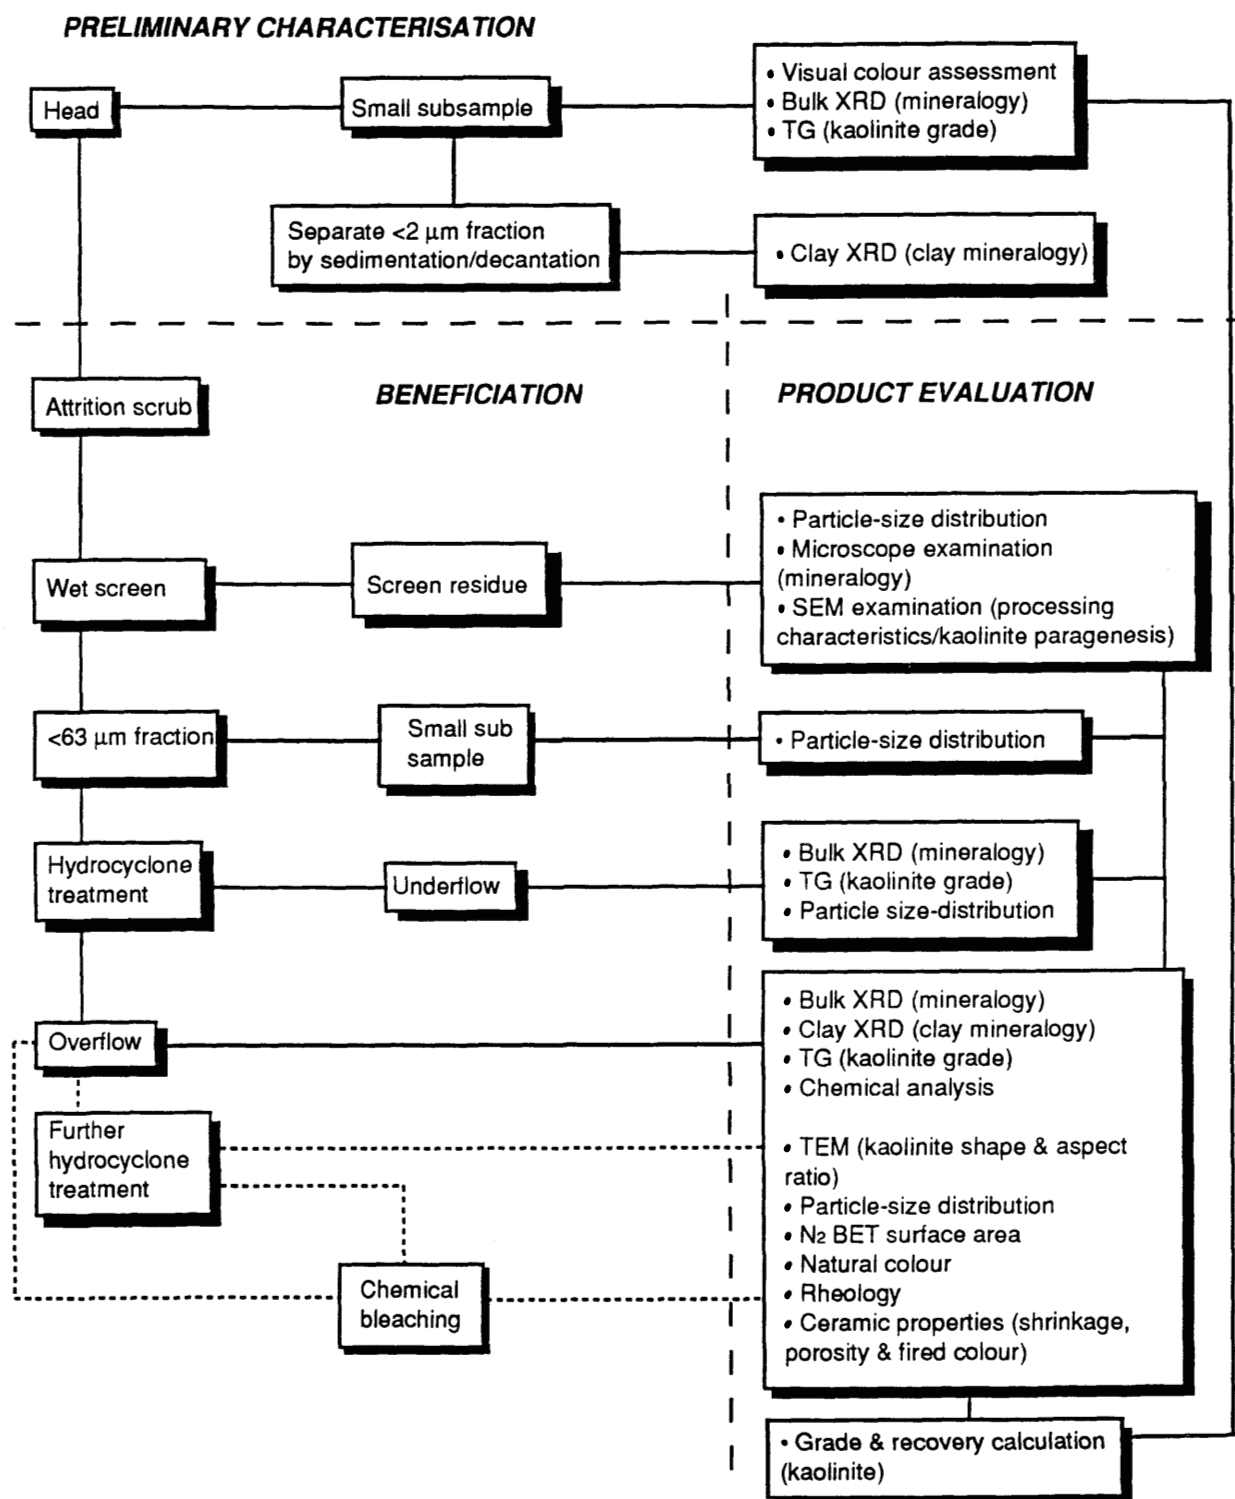 PRELIMINARY CHARACTERISATION
Head
Small subsample
• Visual colour assessment
• Bulk XRD (mineralogy)
• TG (kaolinite grade)
Separate <2 µm fraction
by sedimentation/decantation
• Clay XRD (clay mineralogy)
Attrition scrub
BENEFICIATION
PRODUCT EVALUATION
Wet screen
Screen residue
• Particle-size distribution
• Microscope examination
(mineralogy)
• SEM examination (processing
characteristics/kaolinite paragenesis)
<63 µm fraction
Small sub
sample
• Particle-size distribution
Hydrocyclone
treatment
Underflow
• Bulk XRD (mineralogy)
• TG (kaolinite grade)
• Particle size-distribution
Overflow
• Bulk XRD (mineralogy)
• Clay XRD (clay mineralogy)
• TG (kaolinite grade)
• Chemical analysis
• TEM (kaolinite shape & aspect
ratio)
• Particle-size distribution
• N2 BET surface area
• Natural colour
• Rheology
• Ceramic properties (shrinkage,
porosity & fired colour)
Further
hydrocyclone
treatment
Chemical
bleaching
• Grade & recovery calculation
(kaolinite)